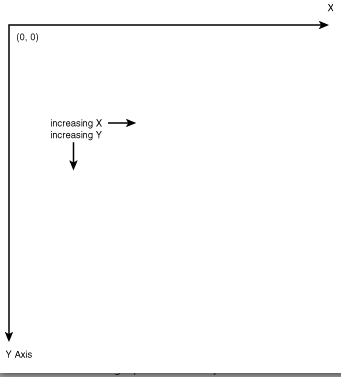 X
(0, 0)
increasing X
increasing Y
Y Axis